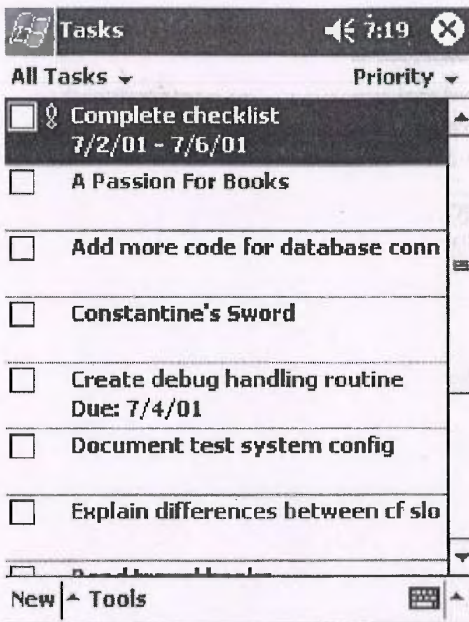 Tasks 7:19
All Tasks Priority
Complete checklist
7/2/01 - 7/6/01
A Passion For Books
Add more code for database conn
Constantine's Sword
Create debug handling routine
Due: 7/4/01
Document test system config
Explain differences between cf slo
New Tools